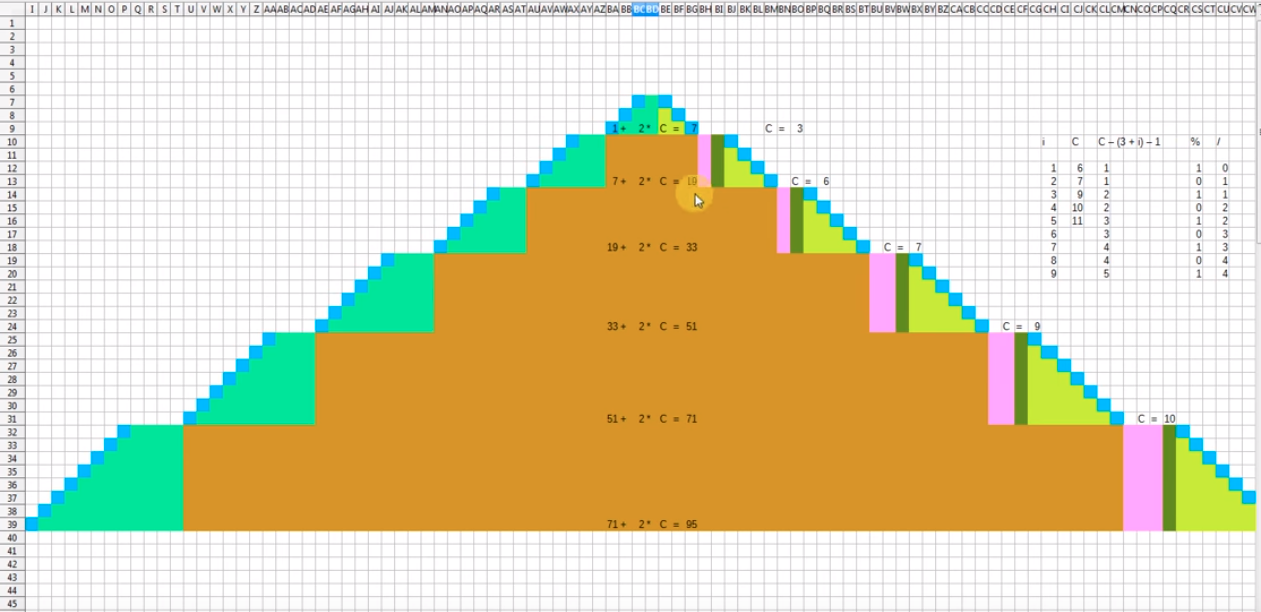 I J K L M N O P Q R S T U V W X Y Z AA AB AC AD AE AF AG AH AI AJ AK AL AM AN AO AP AQ AR AS AT AU AV AW AX AY AZ BA BB BC BD BE BF BG BH BI BJ BK BL BM BN BO BP BQ BR BS BT BU BV BW BX BY BZ CA CB CC CD CE CF CG CH CI CJ CK CL CM CN CO CP CQ CR CS CT CU CV CW
1
2
3
4
5
6
7
8
9 1 + 2 * C = 7 C = 3
10 i C C – (3 + i) – 1 % /
11
12 1 6 1 1 0
13 7 + 2 * C = 19 C = 6 2 7 1 0 1
14 3 9 2 1 1
15 4 10 2 0 2
16 5 11 3 1 2
17 6 3 0 3
18 19 + 2 * C = 33 C = 7 7 4 1 3
19 8 4 0 4
20 9 5 1 4
21
22
23
24 33 + 2 * C = 51 C = 9
25
26
27
28
29
30
31 51 + 2 * C = 71 C = 10
32
33
34
35
36
37
38
39 71 + 2 * C = 95
40
41
42
43
44
45